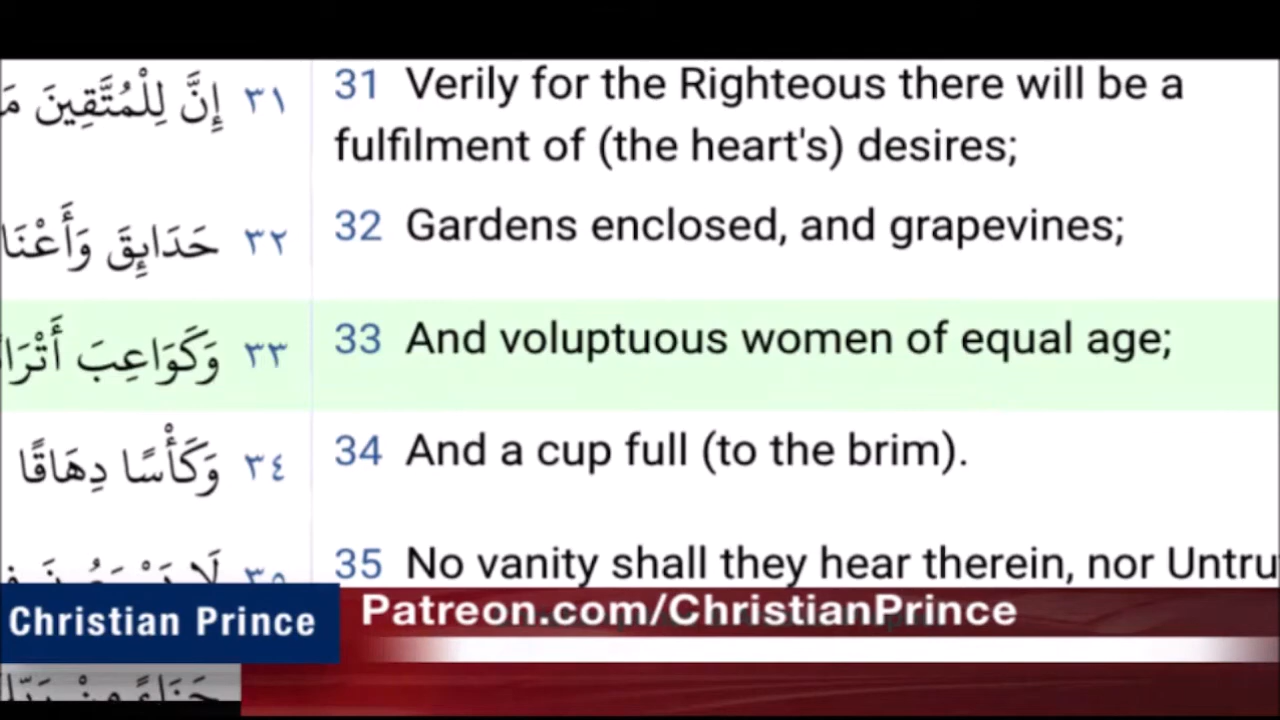 31 Verily for the Righteous there will be a
fulfilment of (the heart's) desires;
إِنَّ لِلْمُتَّقِينَ ٣١
32 Gardens enclosed, and grapevines;
حَدَايِٕقَ ٣٢
33 And voluptuous women of equal age;
وَكَوَاعِبَ ٣٣
34 And a cup full (to the brim).
وَكَأْسًا دِهَاقًا ٣٤
35 No vanity shall they hear therein, nor
Christian Prince
Patreon.com/ChristianPrince